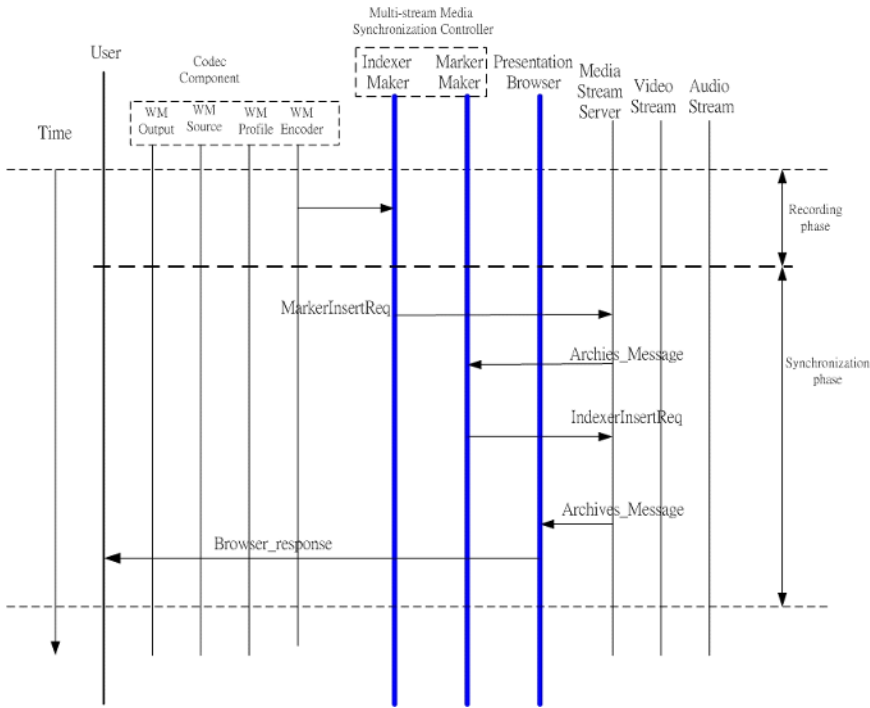 Multi-stream Media
Synchronization Controller
User
Codec
Component
Indexer
Maker
Marker
Maker
Presentation
Browser
Media
Stream
Server
Video
Stream
Audio
Stream
Time
WM
Output
WM
Source
WM
Profile
WM
Encoder
Recording
phase
MarkerInsertReq
Archies_Message
Synchronization
phase
IndexerInsertReq
Archives_Message
Browser_response